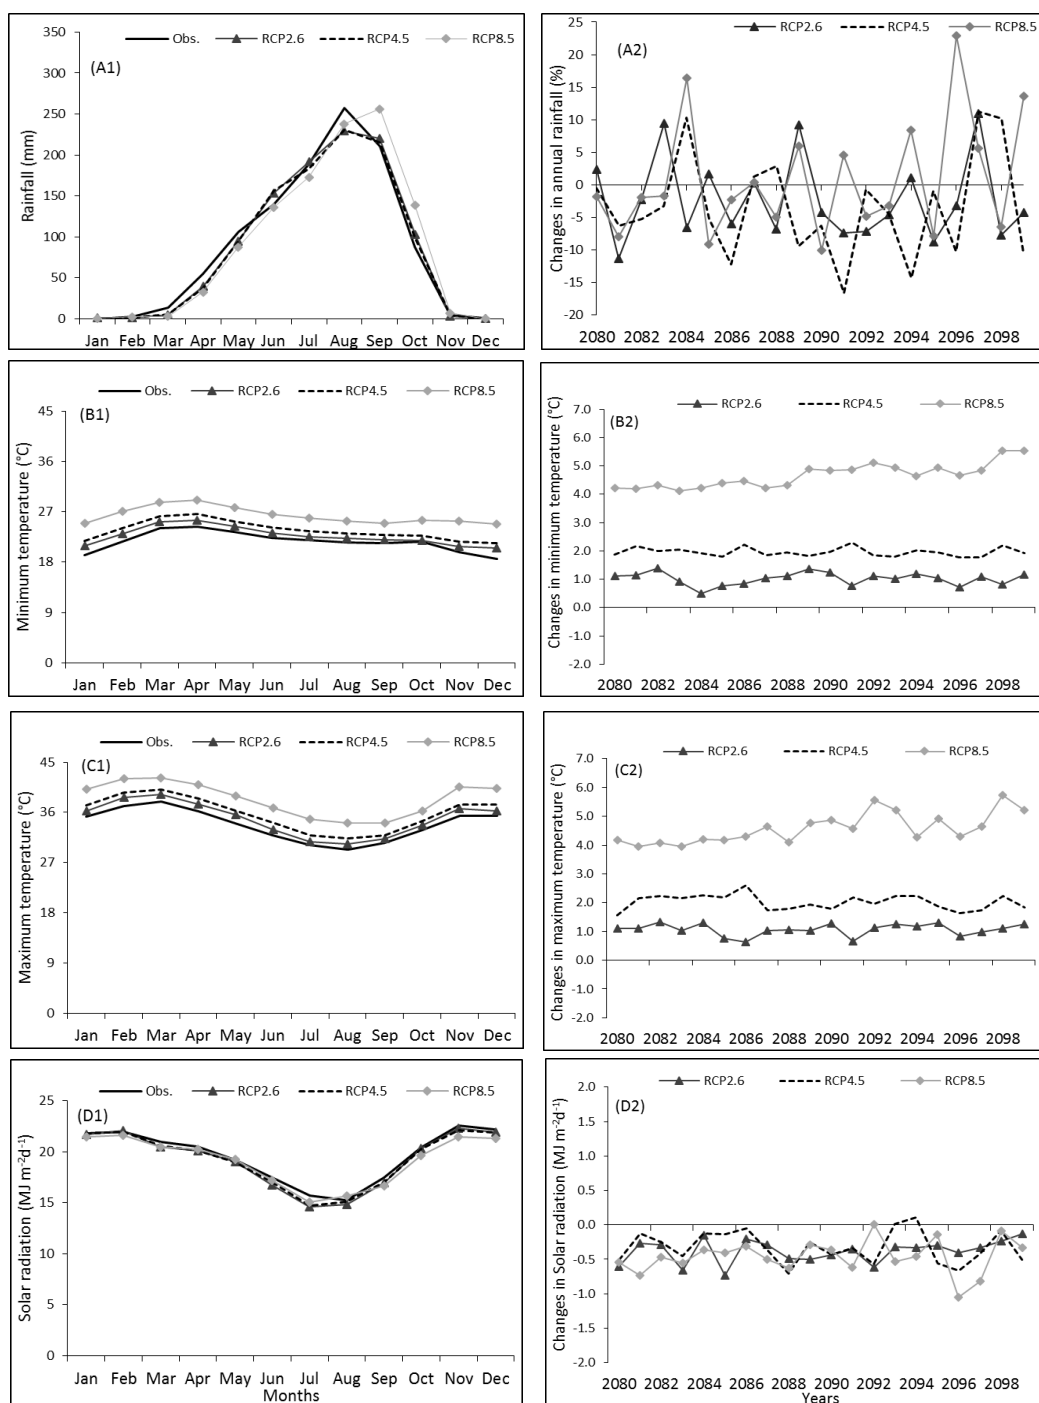 Obs. RCP2.6 RCP4.5 RCP8.5
(A1)
Rainfall (mm)
350
300
250
200
150
100
50
0
Jan Feb Mar Apr May Jun Jul Aug Sep Oct Nov Dec
RCP2.6 RCP4.5 RCP8.5
(A2)
Changes in annual rainfall (%)
25
20
15
10
5
0
-5
-10
-15
-20
2080 2082 2084 2086 2088 2090 2092 2094 2096 2098
Obs. RCP2.6 RCP4.5 RCP8.5
(B1)
Minimum temperature (°C)
45
36
27
18
9
0
Jan Feb Mar Apr May Jun Jul Aug Sep Oct Nov Dec
RCP2.6 RCP4.5 RCP8.5
(B2)
Changes in minimum temperature (°C)
7.0
6.0
5.0
4.0
3.0
2.0
1.0
0.0
-1.0
-2.0
2080 2082 2084 2086 2088 2090 2092 2094 2096 2098
Obs. RCP2.6 RCP4.5 RCP8.5
(C1)
Maximum temperature (°C)
45
36
27
18
9
0
Jan Feb Mar Apr May Jun Jul Aug Sep Oct Nov Dec
RCP2.6 RCP4.5 RCP8.5
(C2)
Changes in maximum temperature (°C)
7.0
6.0
5.0
4.0
3.0
2.0
1.0
0.0
-1.0
-2.0
2080 2082 2084 2086 2088 2090 2092 2094 2096 2098
Obs. RCP2.6 RCP4.5 RCP8.5
(D1)
Solar radiation (MJ m⁻²d⁻¹)
25
20
15
10
5
0
Jan Feb Mar Apr May Jun Jul Aug Sep Oct Nov Dec
Months
RCP2.6 RCP4.5 RCP8.5
(D2)
Changes in Solar radiation (MJ m⁻²d⁻¹)
2.0
1.5
1.0
0.5
0.0
-0.5
-1.0
-1.5
-2.0
2080 2082 2084 2086 2088 2090 2092 2094 2096 2098
Years